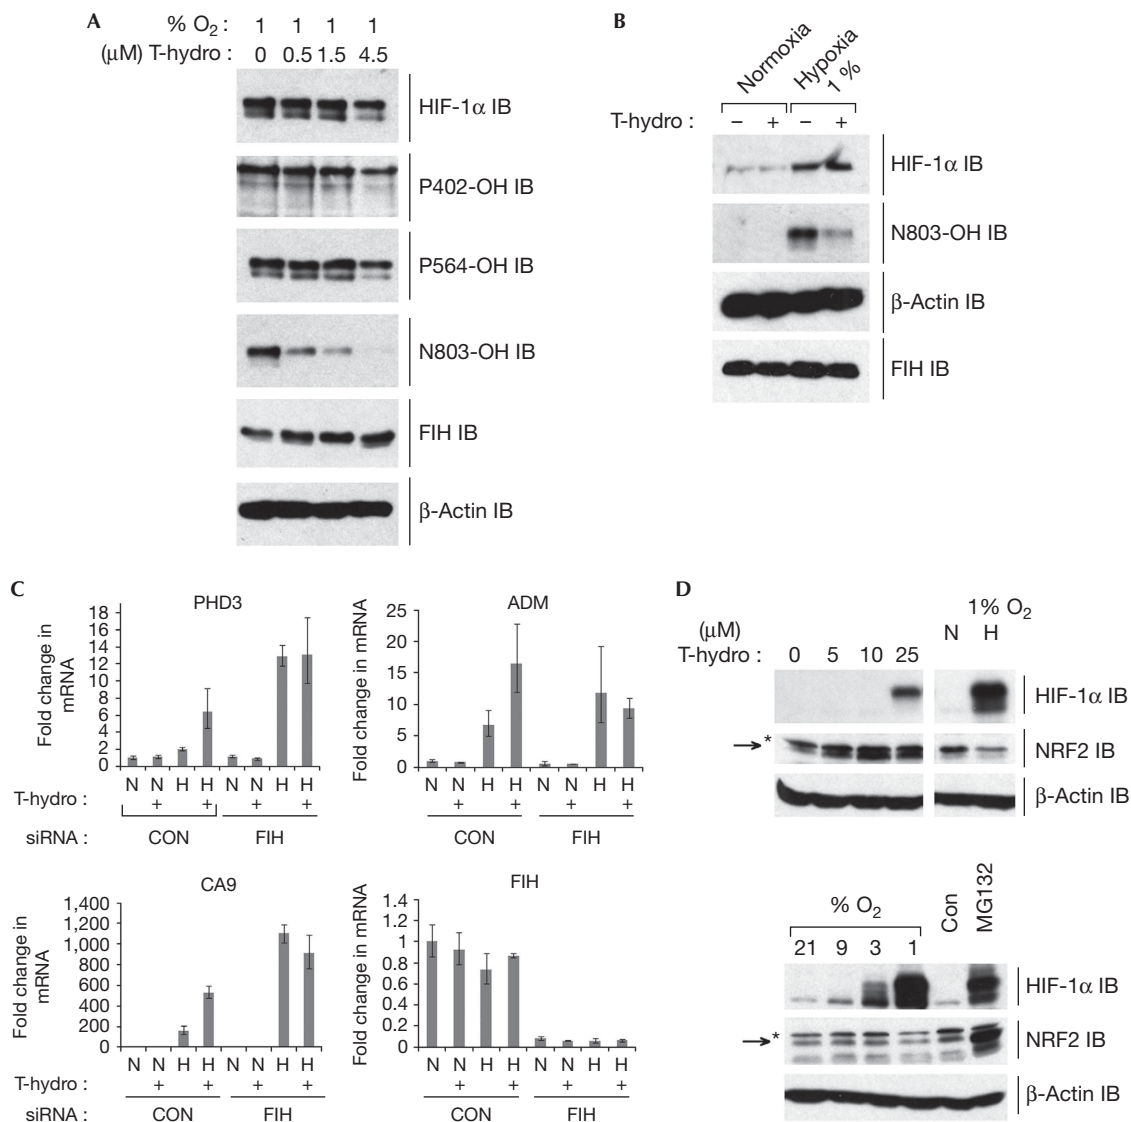 A
% O2 : 1 1 1 1
(μM) T-hydro : 0 0.5 1.5 4.5
HIF-1α IB
P402-OH IB
P564-OH IB
N803-OH IB
FIH IB
β-Actin IB
B
Normoxia Hypoxia 1 %
T-hydro : – + – +
HIF-1α IB
N803-OH IB
β-Actin IB
FIH IB
C
PHD3
Fold change in mRNA
18
16
14
12
10
8
6
4
2
0
N N H H N N H H
T-hydro : + + + +
siRNA : CON FIH
ADM
Fold change in mRNA
25
20
15
10
5
0
N N H H N N H H
+ + + +
CON FIH
CA9
Fold change in mRNA
1,400
1,200
1,000
800
600
400
200
0
N N H H N N H H
T-hydro : + + + +
siRNA : CON FIH
FIH
Fold change in mRNA
1.4
1.2
1
0.8
0.6
0.4
0.2
0
N N H H N N H H
+ + + +
CON FIH
D
1% O2
(μM) N H
T-hydro : 0 5 10 25
HIF-1α IB
* NRF2 IB
β-Actin IB
% O2 Con MG132
21 9 3 1
HIF-1α IB
* NRF2 IB
β-Actin IB